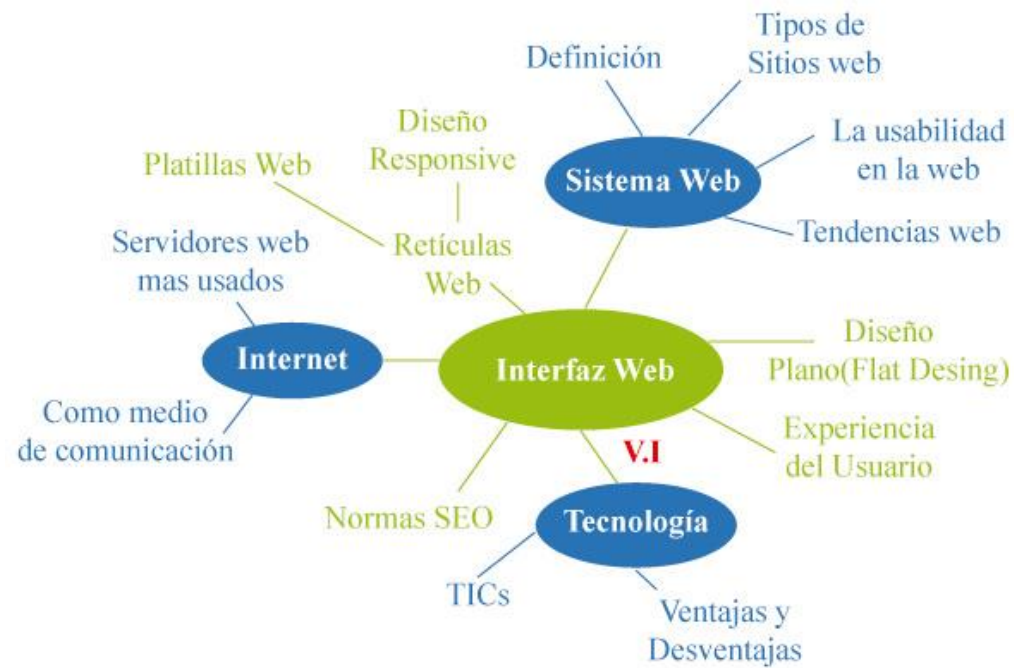 Tipos de
Sitios web
Definición
La usabilidad
en la web
Sistema Web
Tendencias web
Diseño
Responsive
Platillas Web
Retículas
Web
Servidores web
mas usados
Internet
Como medio
de comunicación
Interfaz Web
Diseño
Plano(Flat Desing)
Experiencia
del Usuario
V.I
Normas SEO
Tecnología
TICs
Ventajas y
Desventajas